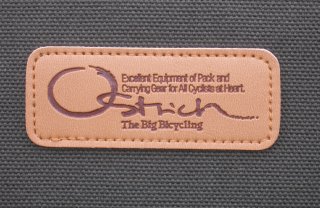 Excellent Equipment of Pack and
Carrying Gear for All Cyclists at Heart.
Ostrich
The Big Bicycling